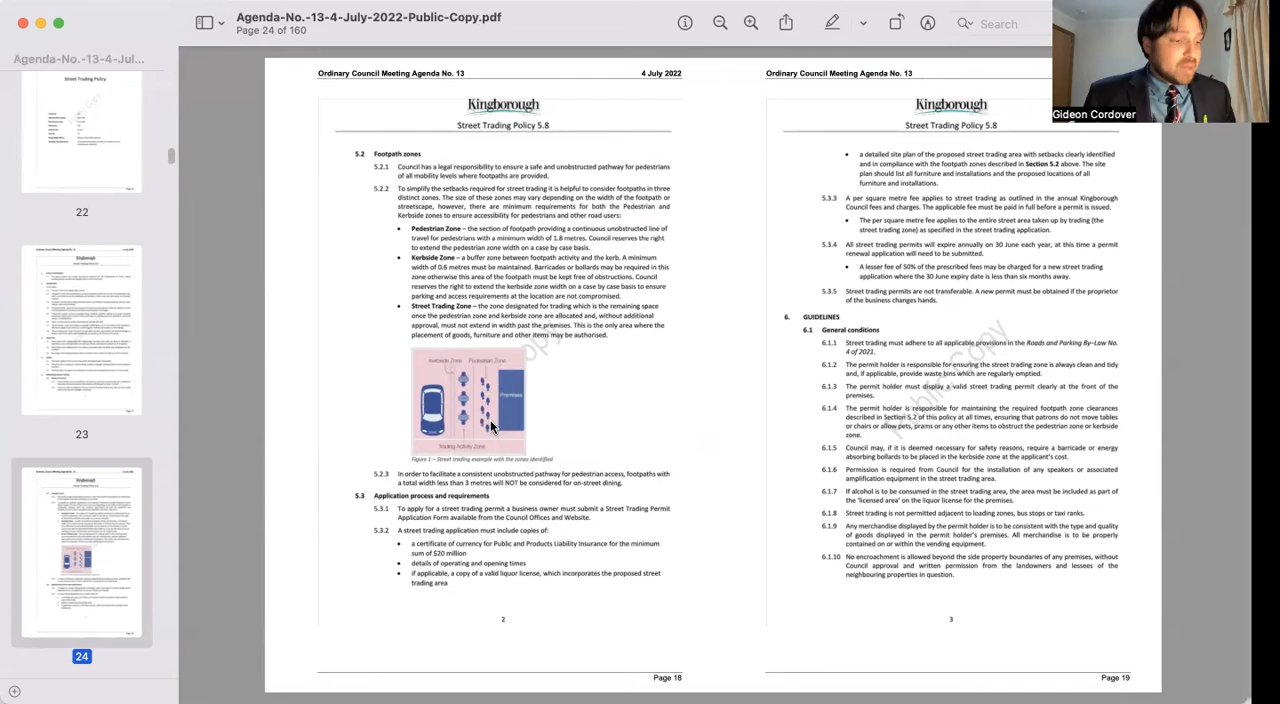 Agenda-No.-13-4-July-2022-Public-Copy.pdf
Page 24 of 160
Search
Gideon Cordover
Agenda-No.-13-4-Jul...
Street Trading Policy
22
23
24
Ordinary Council Meeting Agenda No. 13 4 July 2022
Kingborough
Street Trading Policy 5.8
5.2 Footpath zones
5.2.1 Council has a legal responsibility to ensure a safe and unobstructed pathway for pedestrians
of all mobility levels where footpaths are provided.
5.2.2 To simplify the setbacks required for street trading it is helpful to consider footpaths in three
distinct zones. The size of these zones may vary depending on the width of the footpath or
streetscape, however, there are minimum requirements for both the Pedestrian and
Kerbside zones to ensure accessibility for pedestrians and other road users:
• Pedestrian Zone – the section of footpath providing a continuous unobstructed line of
travel for pedestrians with a minimum width of 1.8 metres. Council reserves the right
to extend the pedestrian zone width on a case by case basis.
• Kerbside Zone – a buffer zone between footpath activity and the kerb. A minimum
width of 0.6 metres must be maintained. Barricades or bollards may be required in this
zone otherwise this area of the footpath must be kept free of obstructions. Council
reserves the right to extend the kerbside zone width on a case by case basis to ensure
parking and access requirements at the location are not compromised.
• Street Trading Zone – the zone designated for trading which is the remaining space
once the pedestrian zone and kerbside zone are allocated and, without additional
approval, must not extend in width past the premises. This is the only area where the
placement of goods, furniture and other items may be authorised.
Kerbside Zone Pedestrian Zone
Premises
Trading Activity Zone
Figure 1 – Street trading example with the zones identified
5.2.3 In order to facilitate a consistent unobstructed pathway for pedestrian access, footpaths with
a total width less than 3 metres will NOT be considered for on-street dining.
5.3 Application process and requirements
5.3.1 To apply for a street trading permit a business owner must submit a Street Trading Permit
Application Form available from the Council Offices and Website.
5.3.2 A street trading application must include copies of:
• a certificate of currency for Public and Products Liability Insurance for the minimum
sum of $20 million
• details of operating and opening times
• if applicable, a copy of a valid liquor license, which incorporates the proposed street
trading area
2
Page 18
Ordinary Council Meeting Agenda No. 13
Kingborough
Street Trading Policy 5.8
• a detailed site plan of the proposed street trading area with setbacks clearly identified
and in compliance with the footpath zones described in Section 5.2 above. The site
plan should list all furniture and installations and the proposed locations of all
furniture and installations.
5.3.3 A per square metre fee applies to street trading as outlined in the annual Kingborough
Council fees and charges. The applicable fee must be paid in full before a permit is issued.
• The per square metre fee applies to the entire street area taken up by trading (the
street trading zone) as specified in the street trading application.
5.3.4 All street trading permits will expire annually on 30 June each year, at this time a permit
renewal application will need to be submitted.
• A lesser fee of 50% of the prescribed fees may be charged for a new street trading
application where the 30 June expiry date is less than six months away.
5.3.5 Street trading permits are not transferable. A new permit must be obtained if the proprietor
of the business changes hands.
6. GUIDELINES
6.1 General conditions
6.1.1 Street trading must adhere to all applicable provisions in the Roads and Parking By-Law No.
4 of 2021.
6.1.2 The permit holder is responsible for ensuring the street trading zone is always clean and tidy
and, if applicable, provide waste bins which are regularly emptied.
6.1.3 The permit holder must display a valid street trading permit clearly at the front of the
premises.
6.1.4 The permit holder is responsible for maintaining the required footpath zone clearances
described in Section 5.2 of this policy at all times, ensuring that patrons do not move tables
or chairs or allow pets, prams or any other items to obstruct the pedestrian zone or kerbside
zone.
6.1.5 Council may, if it is deemed necessary for safety reasons, require a barricade or energy
absorbing bollards to be placed in the kerbside zone at the applicant's cost.
6.1.6 Permission is required from Council for the installation of any speakers or associated
amplification equipment in the street trading area.
6.1.7 If alcohol is to be consumed in the street trading area, the area must be included as part of
the 'licensed area' on the liquor license for the premises.
6.1.8 Street trading is not permitted adjacent to loading zones, bus stops or taxi ranks.
6.1.9 Any merchandise displayed by the permit holder is to be consistent with the type and quality
of goods displayed in the permit holder's premises. All merchandise is to be properly
contained on or within the vending equipment.
6.1.10 No encroachment is allowed beyond the side property boundaries of any premises, without
Council approval and written permission from the landowners and lessees of the
neighbouring properties in question.
Public Copy
3
Page 19